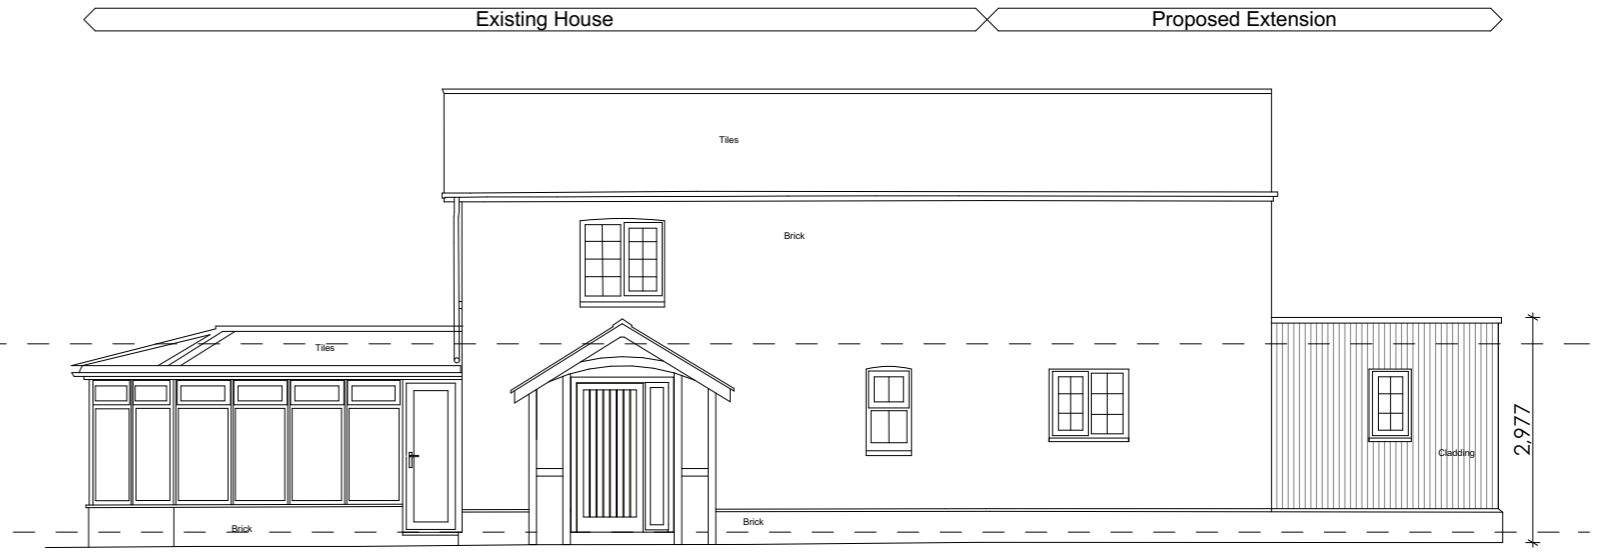 Existing House
Proposed Extension
Tiles
Brick
Tiles
2,977
Cladding
Brick
Brick